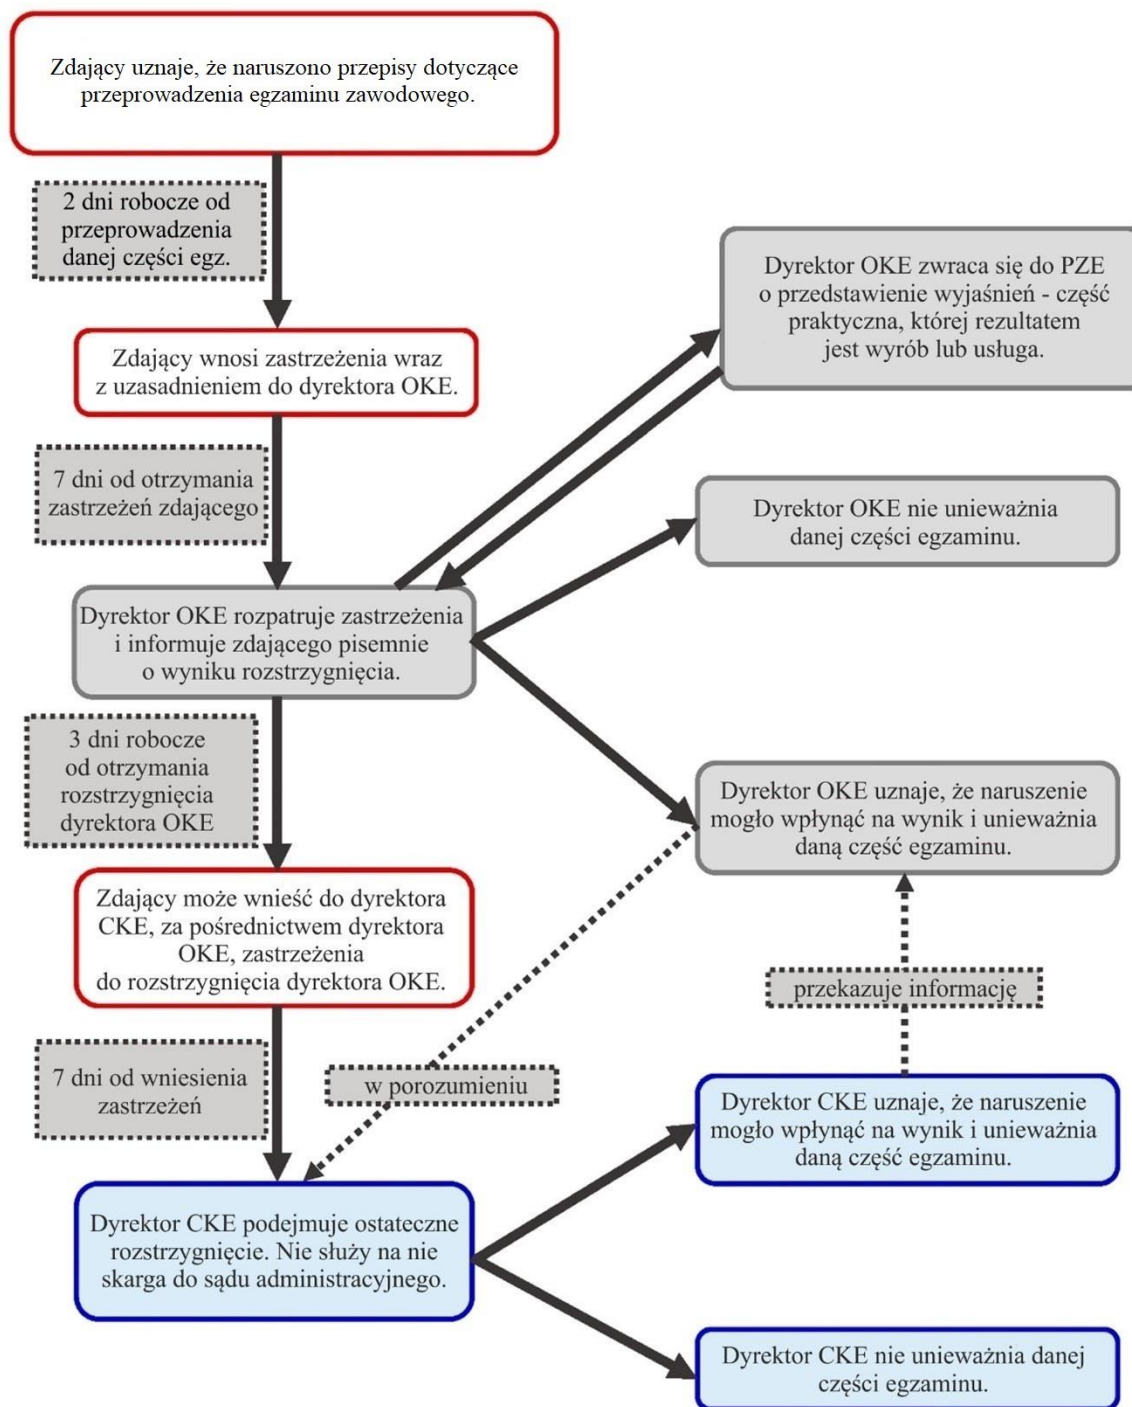 Zdający uznaje, że naruszono przepisy dotyczące
przeprowadzenia egzaminu zawodowego.
2 dni robocze od
przeprowadzenia
danej części egz.
Dyrektor OKE zwraca się do PZE
o przedstawienie wyjaśnień - część
praktyczna, której rezultatem
jest wyrób lub usługa.
Zdający wnosi zastrzeżenia wraz
z uzasadnieniem do dyrektora OKE.
7 dni od otrzymania
zastrzeżeń zdającego
Dyrektor OKE nie unieważnia
danej części egzaminu.
Dyrektor OKE rozpatruje zastrzeżenia
i informuje zdającego pisemnie
o wyniku rozstrzygnięcia.
3 dni robocze
od otrzymania
rozstrzygnięcia
dyrektora OKE
Dyrektor OKE uznaje, że naruszenie
mogło wpłynąć na wynik i unieważnia
daną część egzaminu.
Zdający może wnieść do dyrektora
CKE, za pośrednictwem dyrektora
OKE, zastrzeżenia
do rozstrzygnięcia dyrektora OKE.
przekazuje informację
7 dni od wniesienia
zastrzeżeń
w porozumieniu
Dyrektor CKE uznaje, że naruszenie
mogło wpłynąć na wynik i unieważnia
daną część egzaminu.
Dyrektor CKE podejmuje ostateczne
rozstrzygnięcie. Nie służy na nie
skarga do sądu administracyjnego.
Dyrektor CKE nie unieważnia danej
części egzaminu.